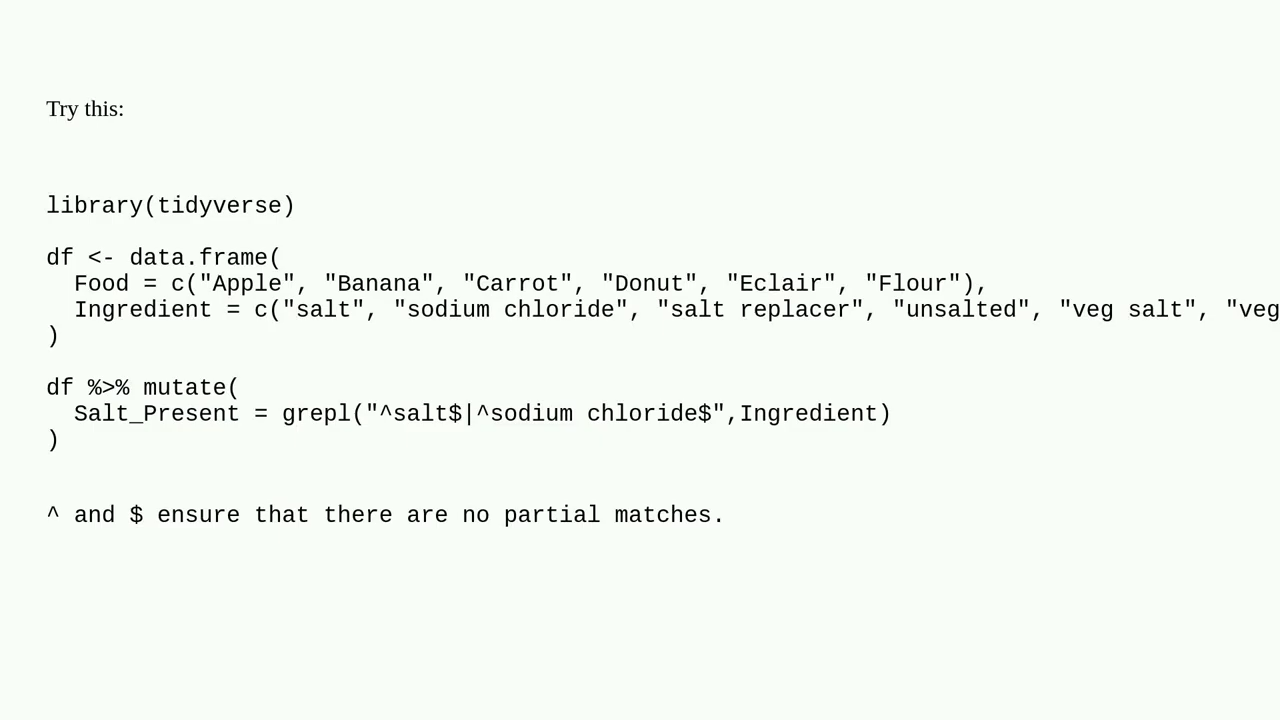 Try this:
library(tidyverse)
df <- data.frame(
  Food = c("Apple", "Banana", "Carrot", "Donut", "Eclair", "Flour"),
  Ingredient = c("salt", "sodium chloride", "salt replacer", "unsalted", "veg salt", "veg
)
df %>% mutate(
  Salt_Present = grepl("^salt$|^sodium chloride$",Ingredient)
)
^ and $ ensure that there are no partial matches.